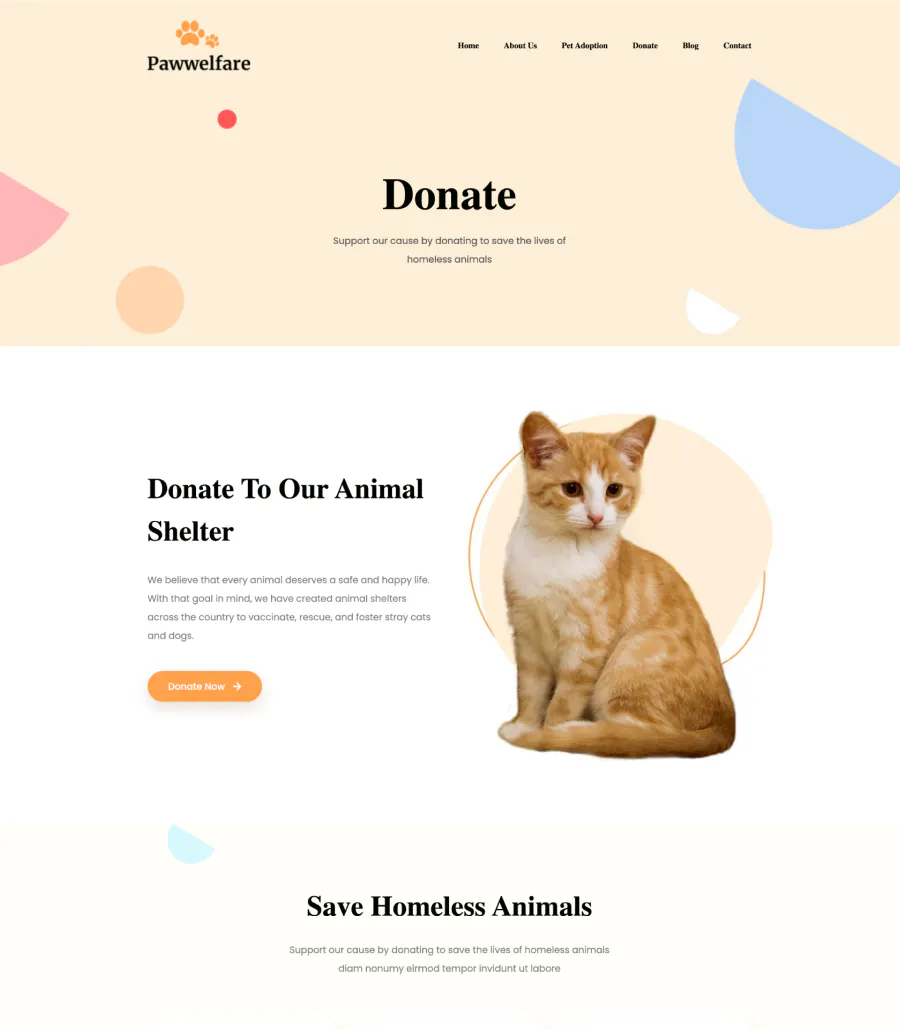 Pawwelfare
Home About Us Pet Adoption Donate Blog Contact
Donate
Support our cause by donating to save the lives of
homeless animals
Donate To Our Animal
Shelter
We believe that every animal deserves a safe and happy life.
With that goal in mind, we have created animal shelters
across the country to vaccinate, rescue, and foster stray cats
and dogs.
Donate Now
Save Homeless Animals
Support our cause by donating to save the lives of homeless animals
diam nonumy eirmod tempor invidunt ut labore